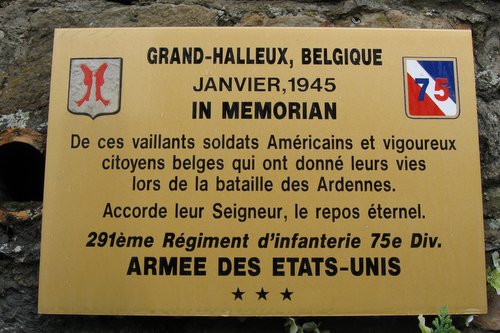 GRAND-HALLEUX, BELGIQUE
JANVIER,1945
IN MEMORIAN
75
De ces vaillants soldats Américains et vigoureux
citoyens belges qui ont donné leurs vies
lors de la bataille des Ardennes.
Accorde leur Seigneur, le repos éternel.
291ème Régiment d'infanterie 75e Div.
ARMEE DES ETATS-UNIS
★ ★ ★